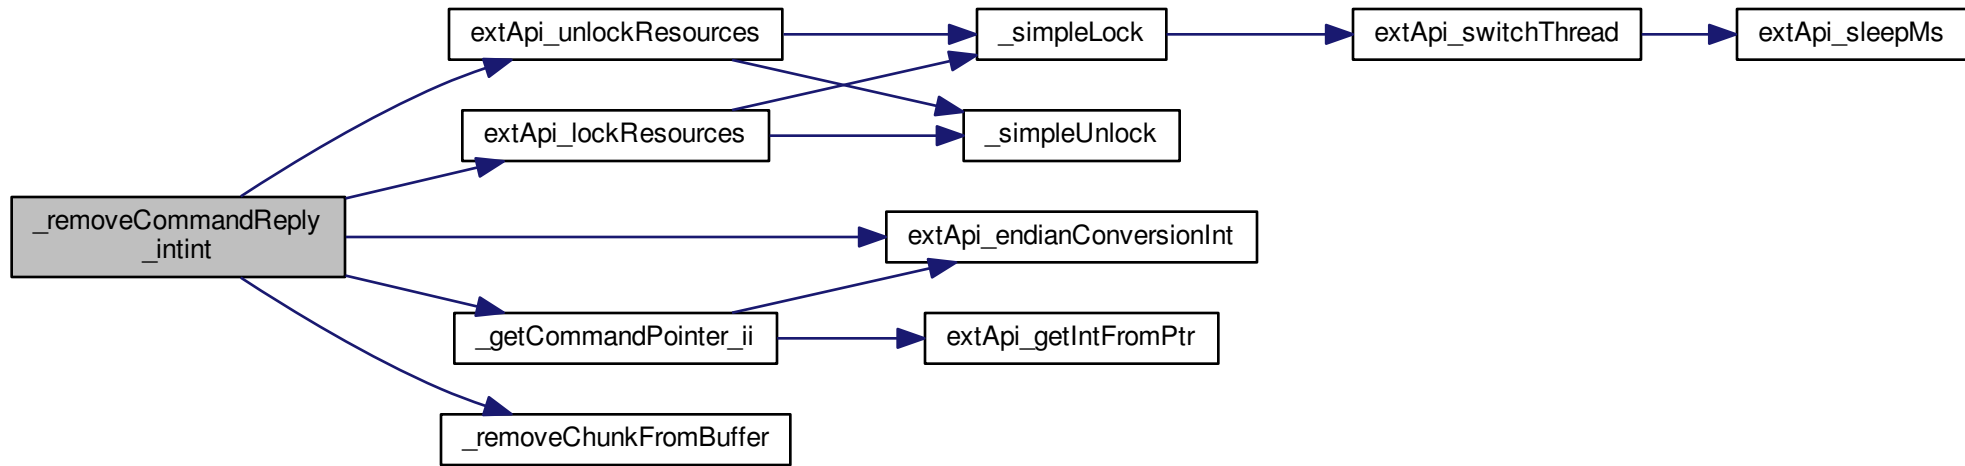 extApi_unlockResources
_simpleLock
extApi_switchThread
extApi_sleepMs
extApi_lockResources
_simpleUnlock
_removeCommandReply
_intint
extApi_endianConversionInt
_getCommandPointer_ii
extApi_getIntFromPtr
_removeChunkFromBuffer